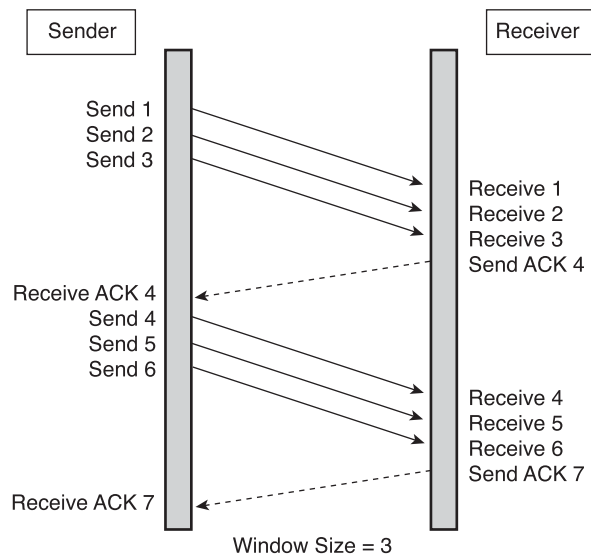 Sender
Receiver
Send 1
Send 2
Send 3
Receive 1
Receive 2
Receive 3
Send ACK 4
Receive ACK 4
Send 4
Send 5
Send 6
Receive 4
Receive 5
Receive 6
Send ACK 7
Receive ACK 7
Window Size = 3